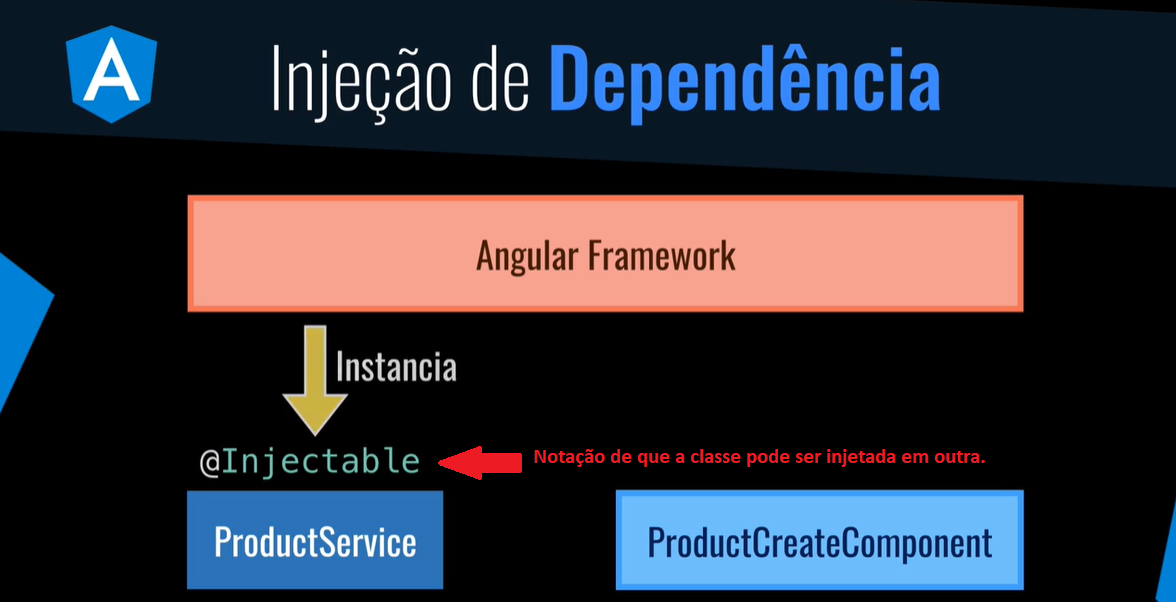 A
Injeção de Dependência
Angular Framework
Instancia
@Injectable
Notação de que a classe pode ser injetada em outra.
ProductService
ProductCreateComponent